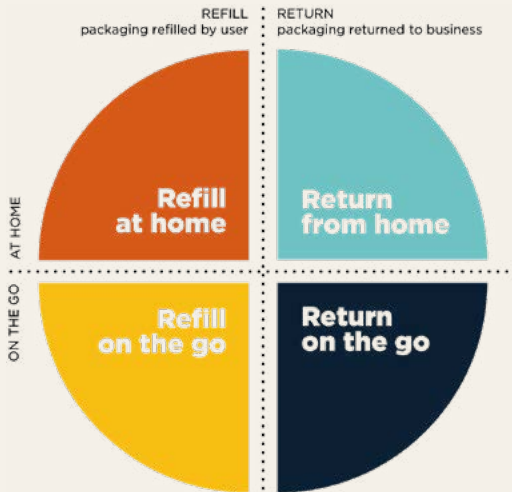 REFILL
packaging refilled by user
RETURN
packaging returned to business
AT HOME
Refill
at home
Return
from home
ON THE GO
Refill
on the go
Return
on the go